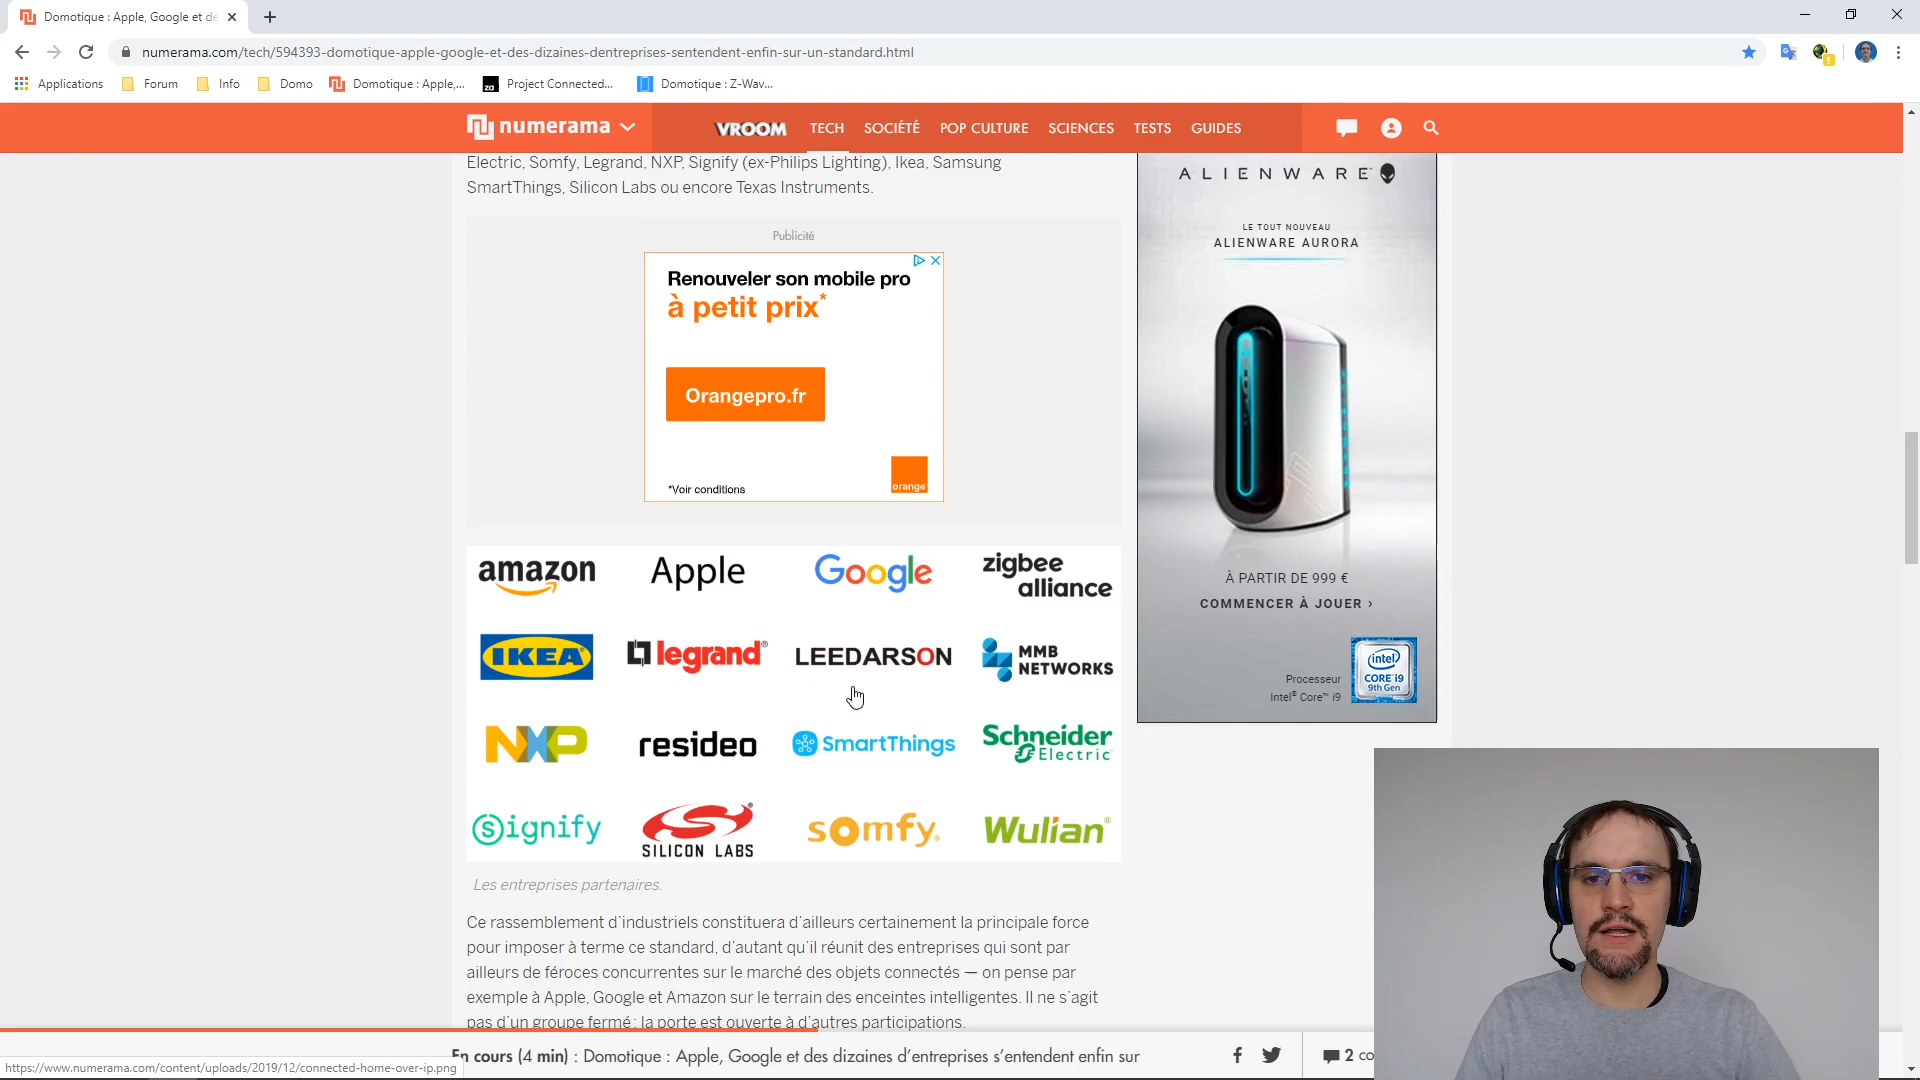 Domotique : Apple, Google et de
numerama.com/tech/594393-domotique-apple-google-et-des-dizaines-dentreprises-sentendent-enfin-sur-un-standard.html
Applications Forum Info Domo Domotique : Apple,... za Project Connected... Domotique : Z-Wav...
numerama VROOM TECH SOCIÉTÉ POP CULTURE SCIENCES TESTS GUIDES
Electric, Somfy, Legrand, NXP, Signify (ex-Philips Lighting), Ikea, Samsung
SmartThings, Silicon Labs ou encore Texas Instruments.
Publicité
Renouveler son mobile pro
à petit prix*
Orangepro.fr
*Voir conditions
orange
ALIENWARE
LE TOUT NOUVEAU
ALIENWARE AURORA
À PARTIR DE 999 €
COMMENCER À JOUER ›
Processeur
Intel® Core™ i9
intel
CORE i9
9th Gen
amazon Apple Google zigbee alliance
IKEA legrand® LEEDARSON MMB NETWORKS
NXP resideo SmartThings Schneider Electric
Signify SILICON LABS somfy. Wulian®
Les entreprises partenaires.
Ce rassemblement d'industriels constituera d'ailleurs certainement la principale force
pour imposer à terme ce standard, d'autant qu'il réunit des entreprises qui sont par
ailleurs de féroces concurrentes sur le marché des objets connectés — on pense par
exemple à Apple, Google et Amazon sur le terrain des enceintes intelligentes. Il ne s'agit
pas d'un groupe fermé : la porte est ouverte à d'autres participations.
En cours (4 min) : Domotique : Apple, Google et des dizaines d'entreprises s'entendent enfin sur
2 co
https://www.numerama.com/content/uploads/2019/12/connected-home-over-ip.png